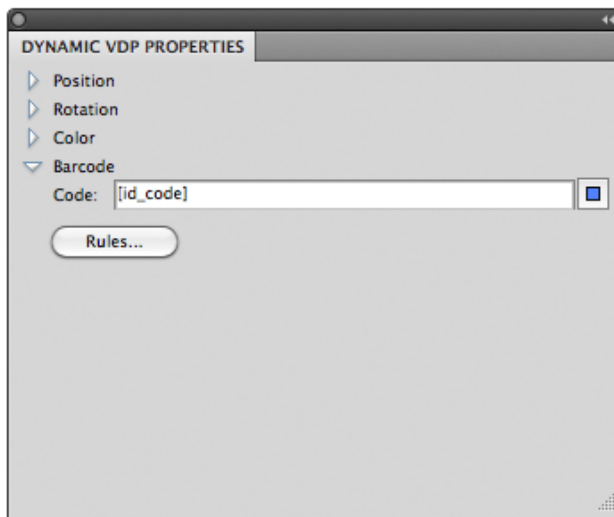 DYNAMIC VDP PROPERTIES
Position
Rotation
Color
Barcode
Code: [id_code]
Rules...